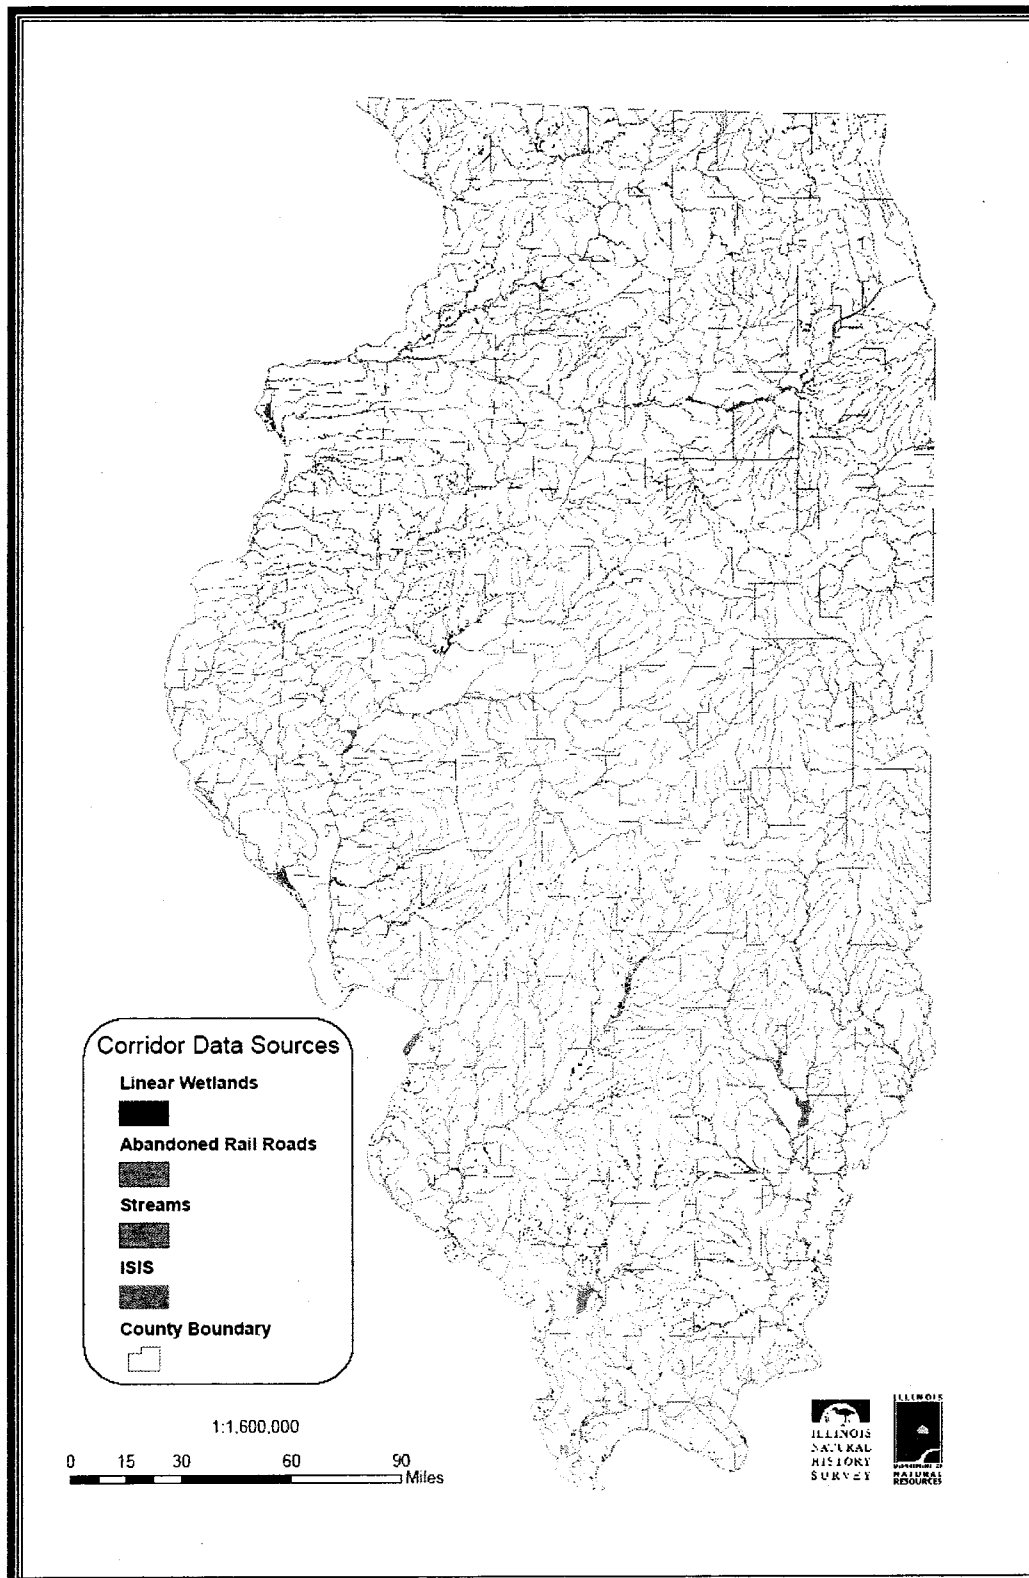 Corridor Data Sources
Linear Wetlands
Abandoned Rail Roads
Streams
ISIS
County Boundary
1:1,600,000
0 15 30 60 90
Miles
ILLINOIS
NATURAL
HISTORY
SURVEY
ILLINOIS
NATURAL
RESOURCES